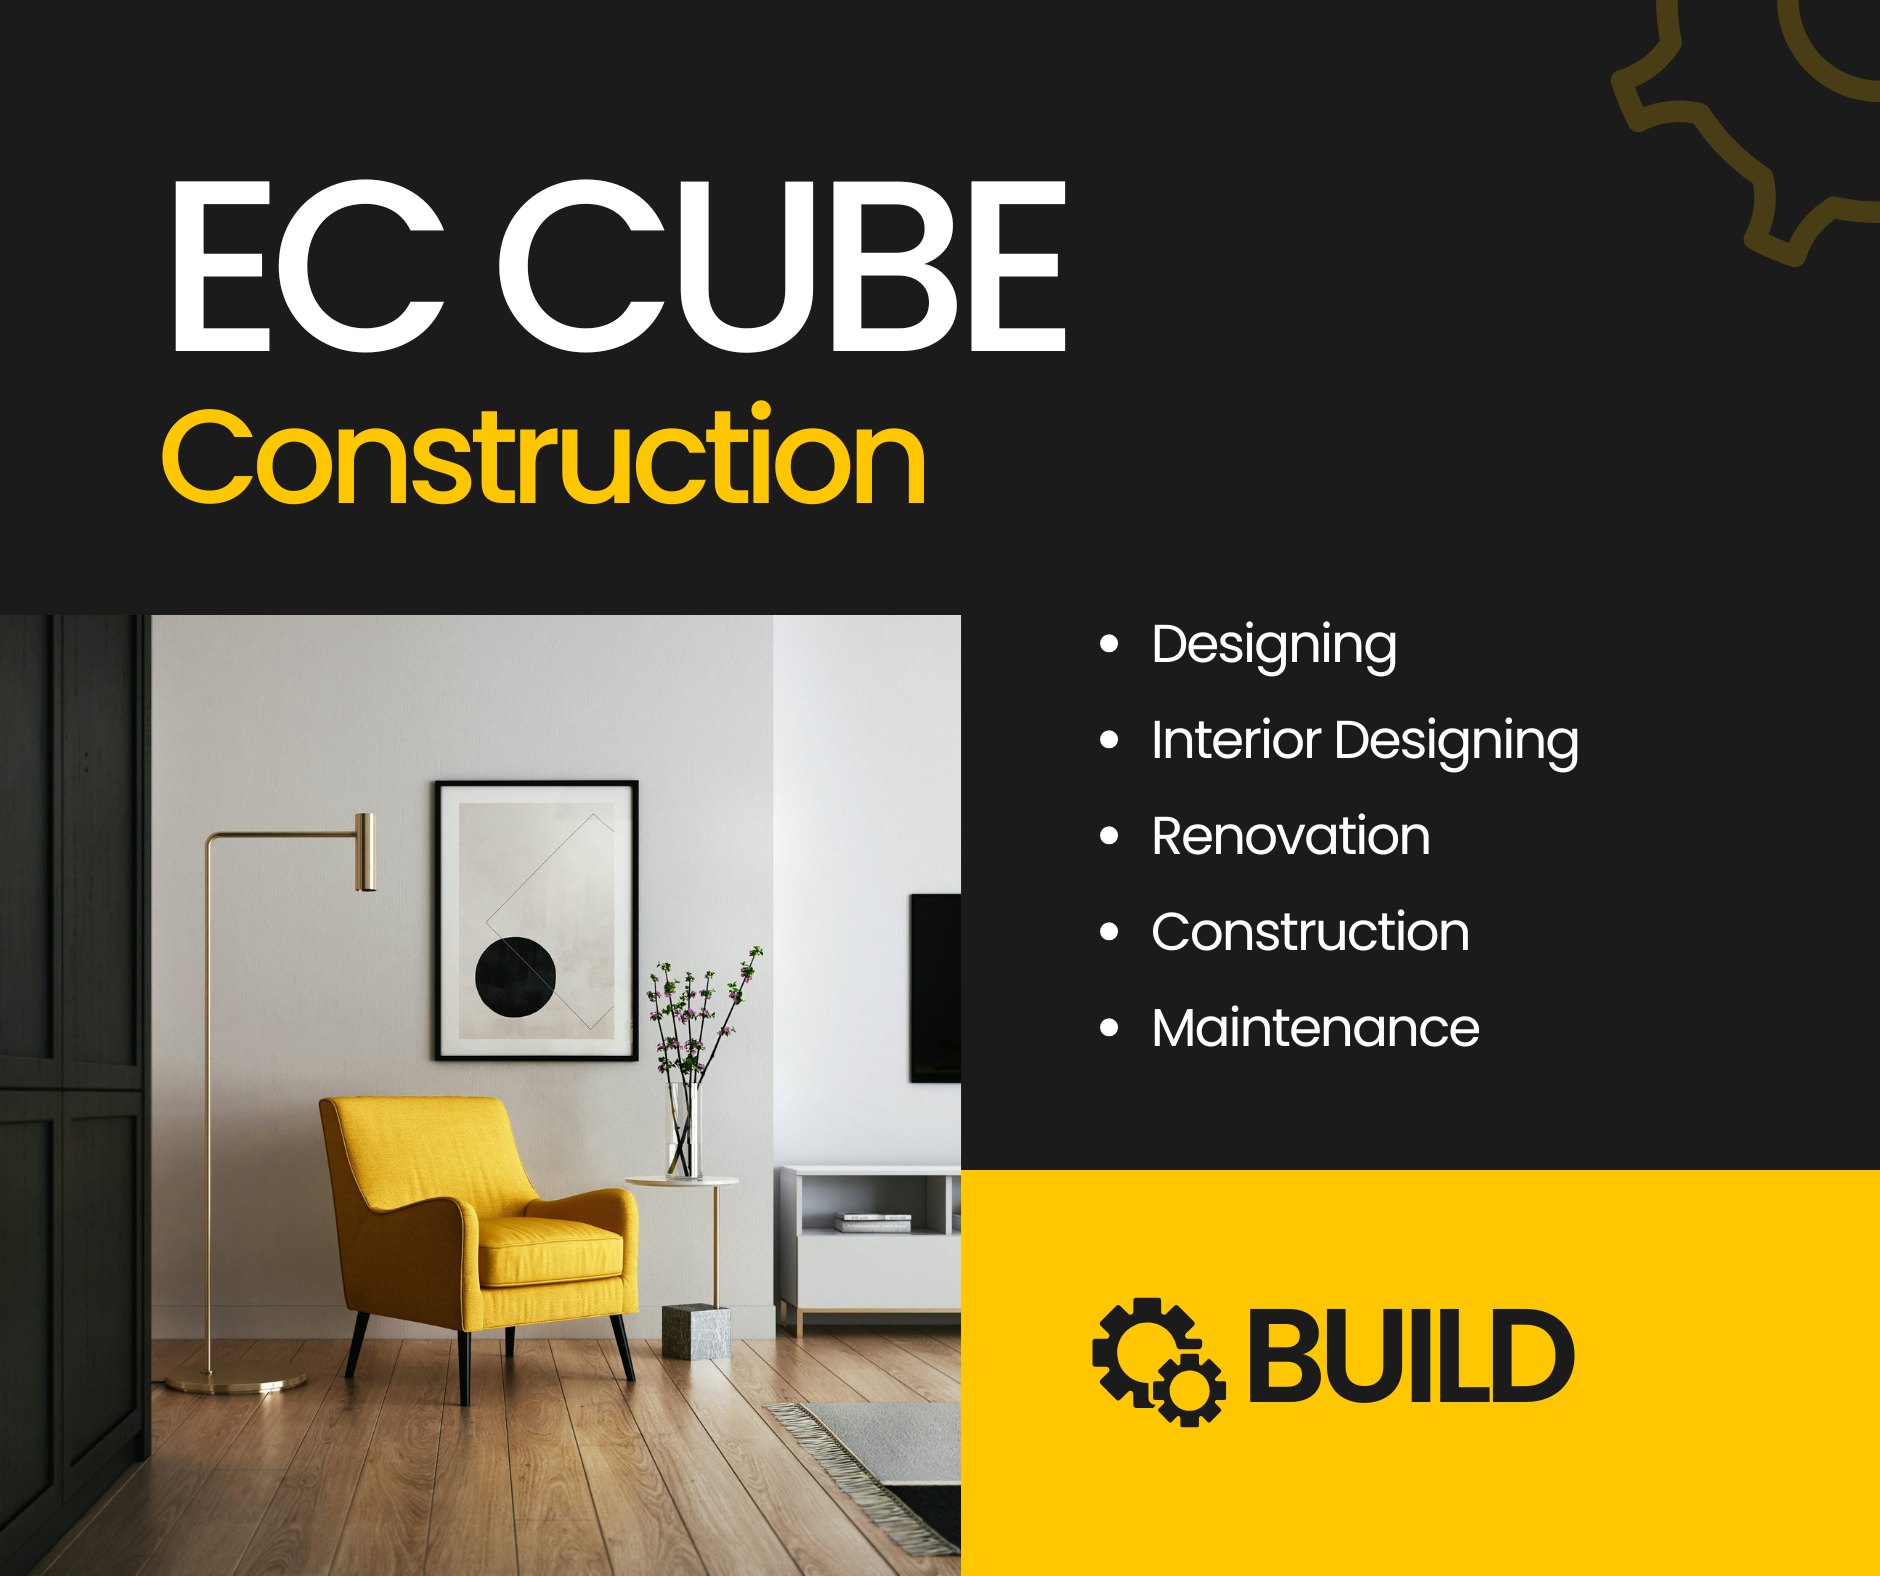 EC CUBE
Construction
Designing
Interior Designing
Renovation
Construction
Maintenance
BUILD